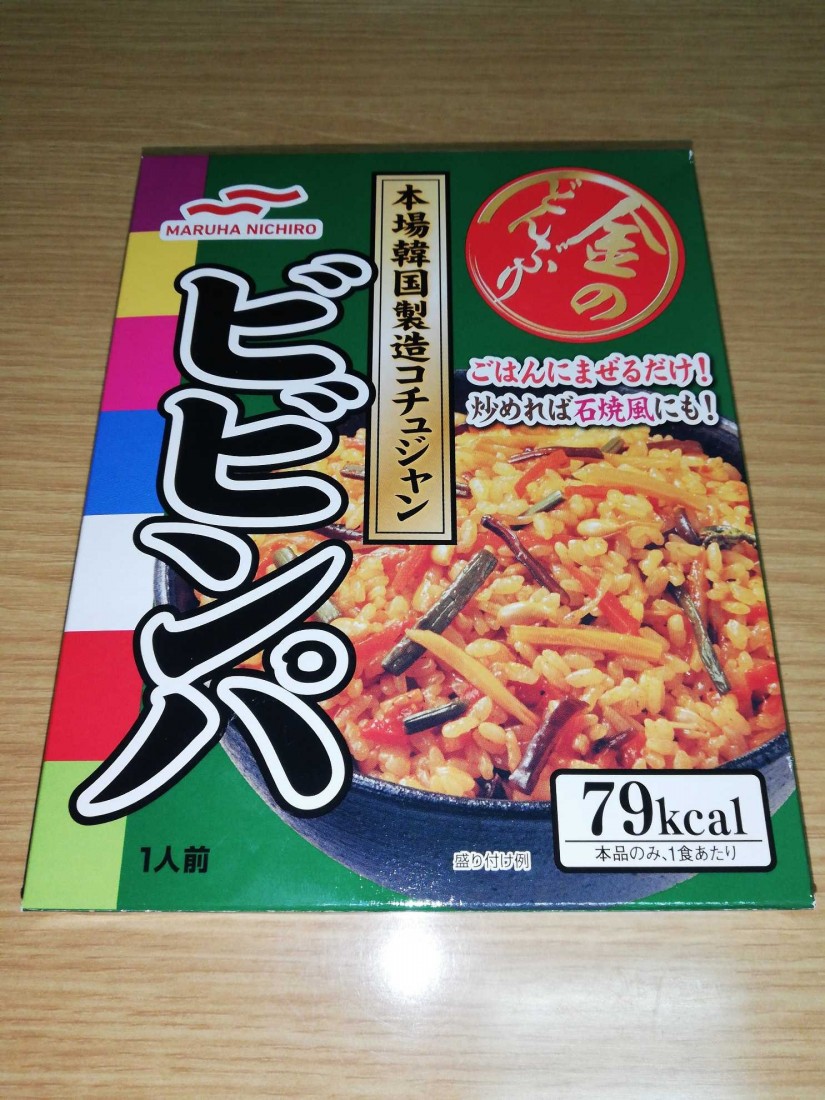 MARUHA NICHIRO
ビビンパ
本場韓国製造コチュジャン
金の
どんぶり
ごはんにまぜるだけ!
炒めれば石焼風にも!
79kcal
本品のみ、1食あたり
1人前
盛り付け例